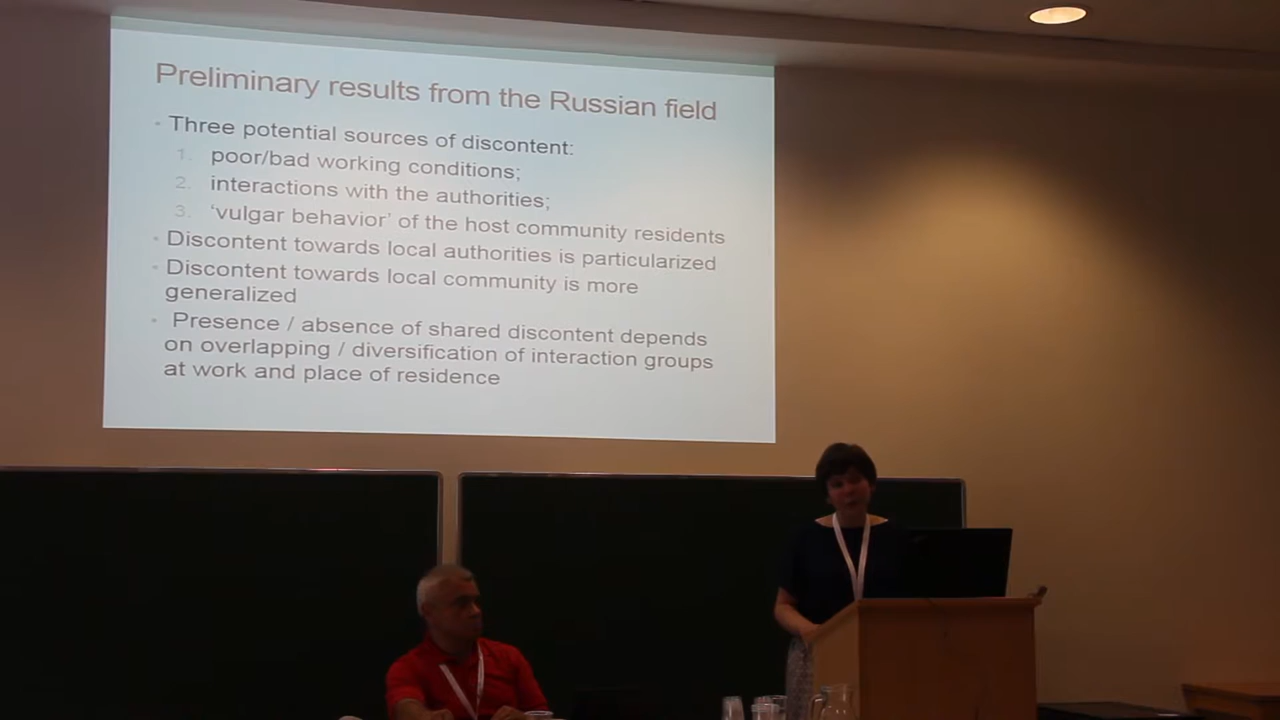 Preliminary results from the Russian field
• Three potential sources of discontent:
1. poor/bad working conditions;
2. interactions with the authorities;
3. ‘vulgar behavior’ of the host community residents
• Discontent towards local authorities is particularized
• Discontent towards local community is more
generalized
• Presence / absence of shared discontent depends
on overlapping / diversification of interaction groups
at work and place of residence